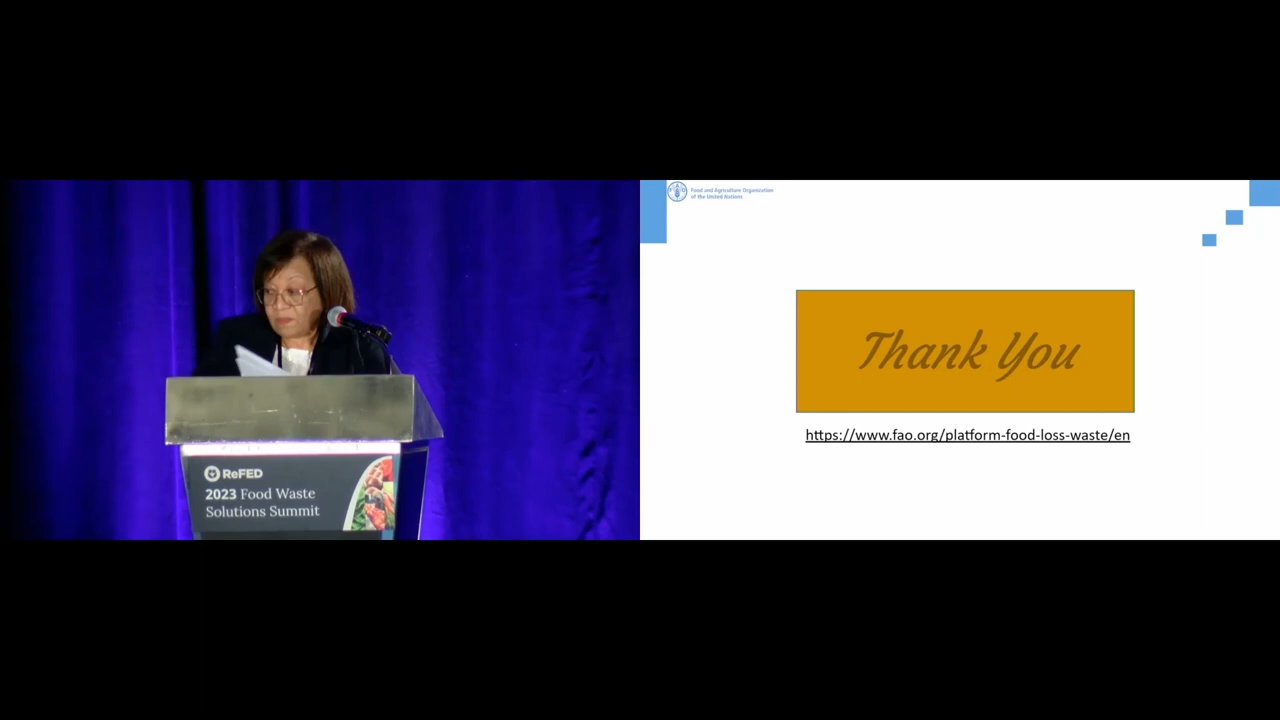 ReFED
2023 Food Waste
Solutions Summit
Food and Agriculture Organization
of the United Nations
Thank You
https://www.fao.org/platform-food-loss-waste/en